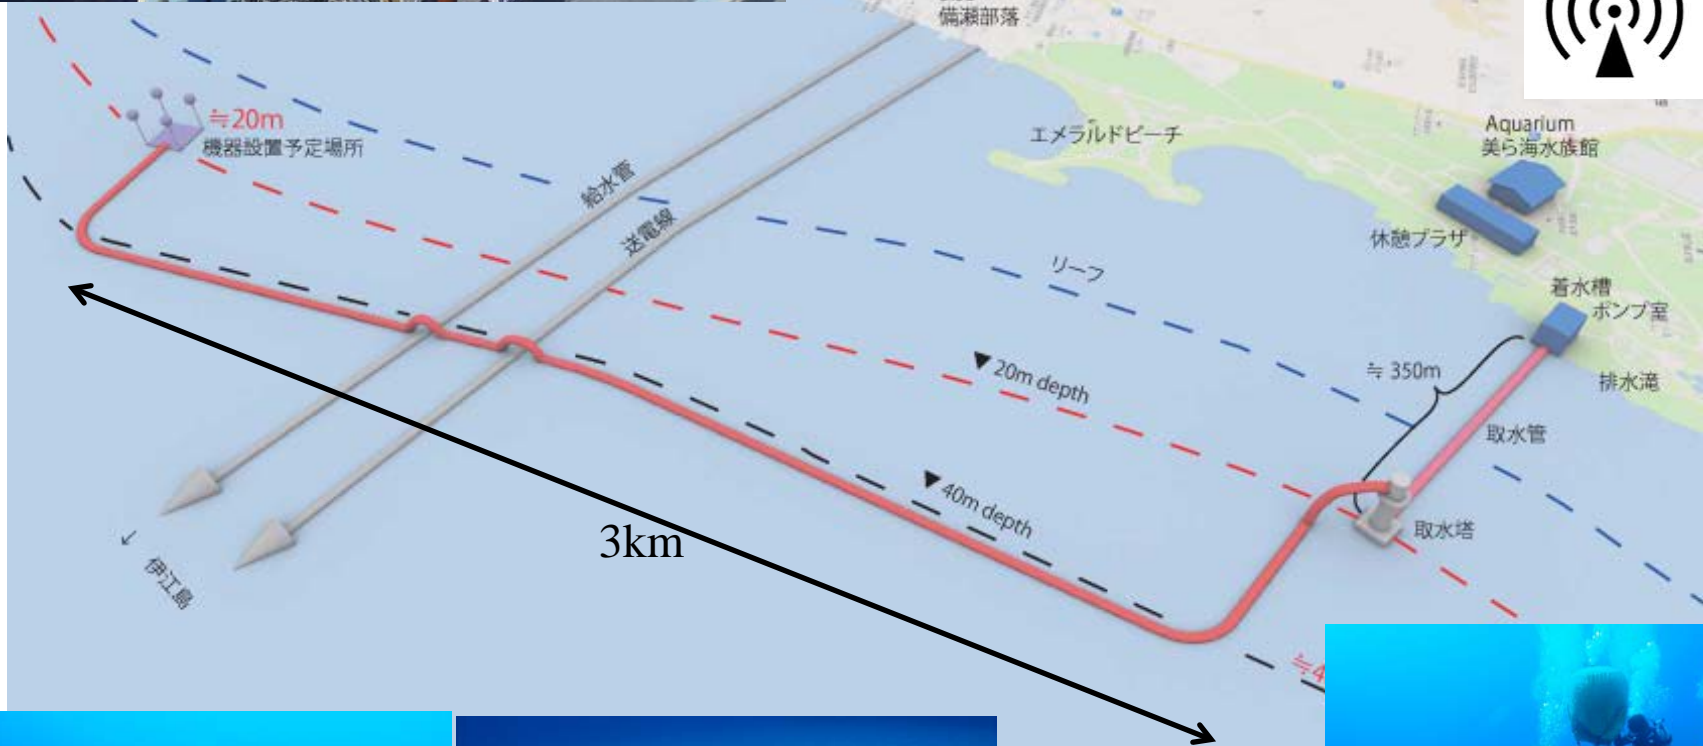 備瀬部落
≒20m
機器設置予定場所
エメラルドビーチ
Aquarium
美ら海水族館
給水管
送電線
休憩プラザ
リーフ
着水槽
ポンプ室
▼20m depth
≒ 350m
排水滝
取水管
▼40m depth
取水塔
3km
↓
伊江島
≒4